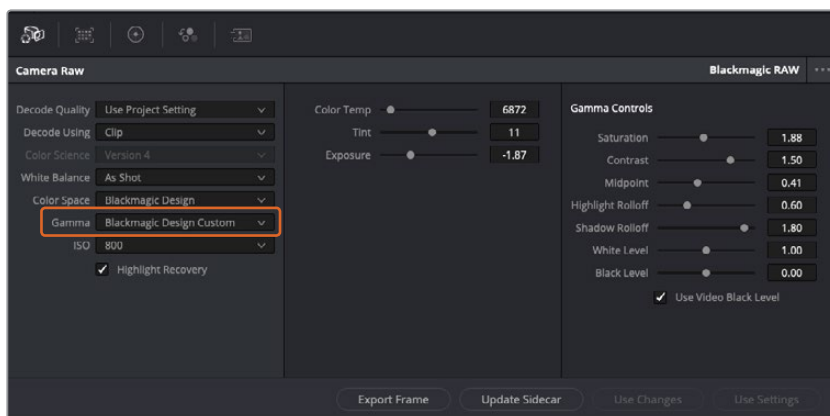 Camera Raw
Blackmagic RAW
Decode Quality Use Project Setting
Decode Using Clip
Color Science Version 4
White Balance As Shot
Color Space Blackmagic Design
Gamma Blackmagic Design Custom
ISO 800
Highlight Recovery
Color Temp 6872
Tint 11
Exposure -1.87
Gamma Controls
Saturation 1.88
Contrast 1.50
Midpoint 0.41
Highlight Rolloff 0.60
Shadow Rolloff 1.80
White Level 1.00
Black Level 0.00
Use Video Black Level
Export Frame
Update Sidecar
Use Changes
Use Settings